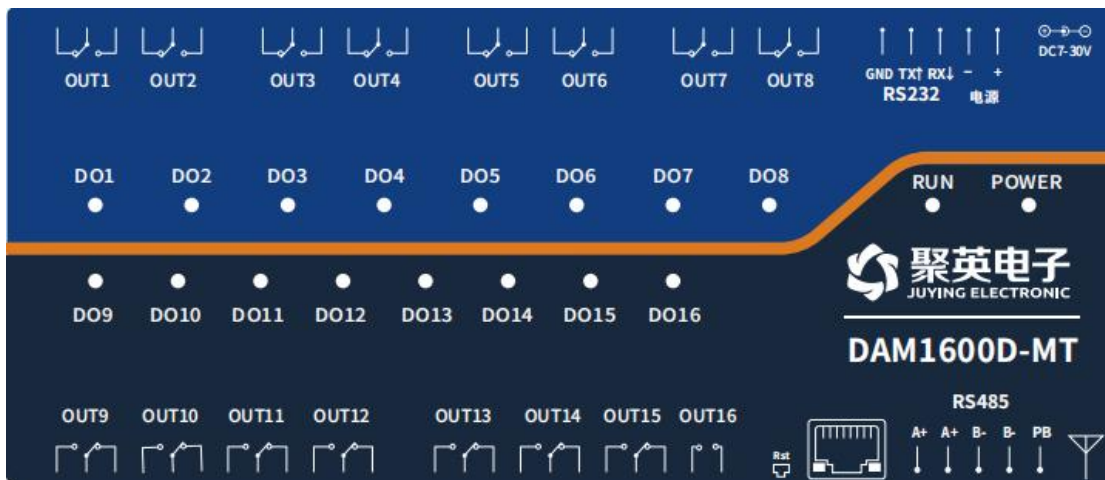 OUT1 OUT2 OUT3 OUT4 OUT5 OUT6 OUT7 OUT8
GND TX↑ RX↓ - +
RS232 电源
DC7-30V
DO1 DO2 DO3 DO4 DO5 DO6 DO7 DO8
RUN POWER
聚英电子
JUYING ELECTRONIC
DO9 DO10 DO11 DO12 DO13 DO14 DO15 DO16
DAM1600D-MT
RS485
OUT9 OUT10 OUT11 OUT12 OUT13 OUT14 OUT15 OUT16
Rst
A+ A+ B- B- PB